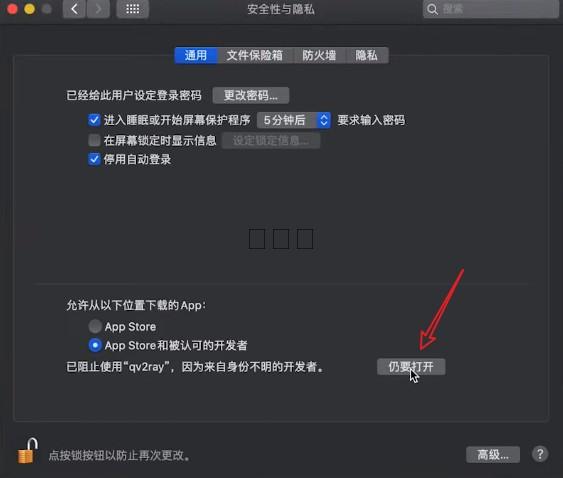 安全性与隐私
搜索
通用 文件保险箱 防火墙 隐私
已经给此用户设定登录密码 更改密码...
进入睡眠或开始屏幕保护程序 5分钟后 要求输入密码
在屏幕锁定时显示信息 设定锁定信息...
停用自动登录
允许从以下位置下载的App：
App Store
App Store和被认可的开发者
已阻止使用“qv2ray”，因为来自身份不明的开发者。 仍要打开
点按锁按钮以防止再次更改。 高级... ?